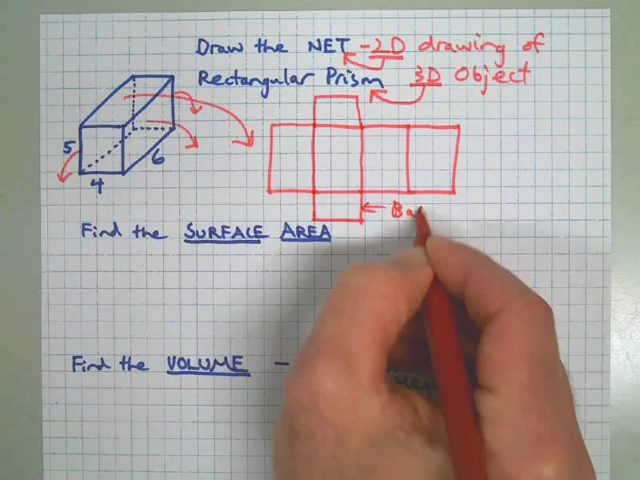 Draw the NET - 2D drawing of
Rectangular Prism 3D Object
5
6
4
← Ba
Find the SURFACE AREA
Find the VOLUME -